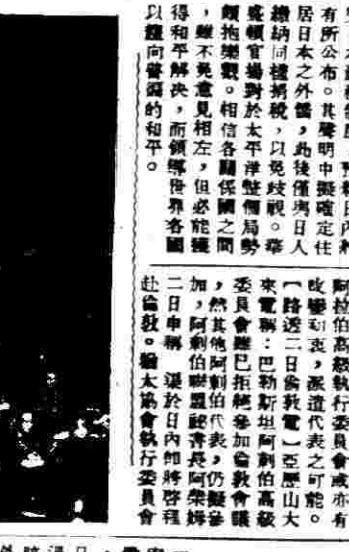 有所公布。其聲明中擬確定住
居日本之外僑，此後僅與日人
繳納同樣捐稅，以免歧視。華
盛頓官場對於太平洋整個局勢
頗抱樂觀。相信各關係國之間
，雖不免意見相左，但必能獲
得和平解決，而領導世界各國
以趨向普遍的和平。
阿拉伯高級執行委員會或亦有
改變初衷，派遣代表之可能。
【路透二日倫敦電】亞歷山大
來電稱：巴勒斯坦阿剌伯高級
委員會雖已拒絕參加倫敦會議
，然其他阿剌伯代表，仍擬參
加，阿剌伯聯盟祕書長阿柴姆
二日申稱　渠於日內即將啓程
赴倫敦。猶太協會執行委員會